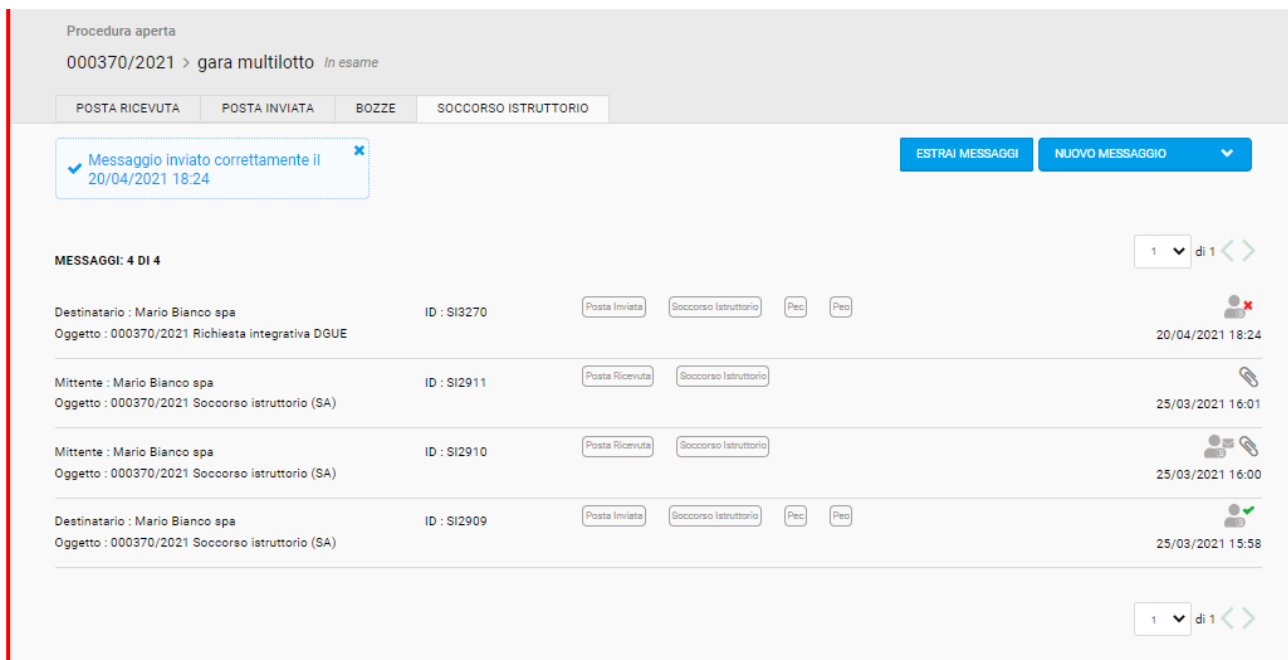 Procedura aperta
000370/2021 > gara multilotto In esame
POSTA RICEVUTA POSTA INVIATA BOZZE SOCCORSO ISTRUTTORIO
Messaggio inviato correttamente il
20/04/2021 18:24
ESTRAI MESSAGGI NUOVO MESSAGGIO
MESSAGGI: 4 DI 4
1 di 1
Destinatario : Mario Bianco spa ID : SI3270 Posta Inviata Soccorso Istruttorio Pec Peo
Oggetto : 000370/2021 Richiesta integrativa DGUE 20/04/2021 18:24
Mittente : Mario Bianco spa ID : SI2911 Posta Ricevuta Soccorso Istruttorio
Oggetto : 000370/2021 Soccorso istruttorio (SA) 25/03/2021 16:01
Mittente : Mario Bianco spa ID : SI2910 Posta Ricevuta Soccorso Istruttorio
Oggetto : 000370/2021 Soccorso istruttorio (SA) 25/03/2021 16:00
Destinatario : Mario Bianco spa ID : SI2909 Posta Inviata Soccorso Istruttorio Pec Peo
Oggetto : 000370/2021 Soccorso istruttorio (SA) 25/03/2021 15:58
1 di 1